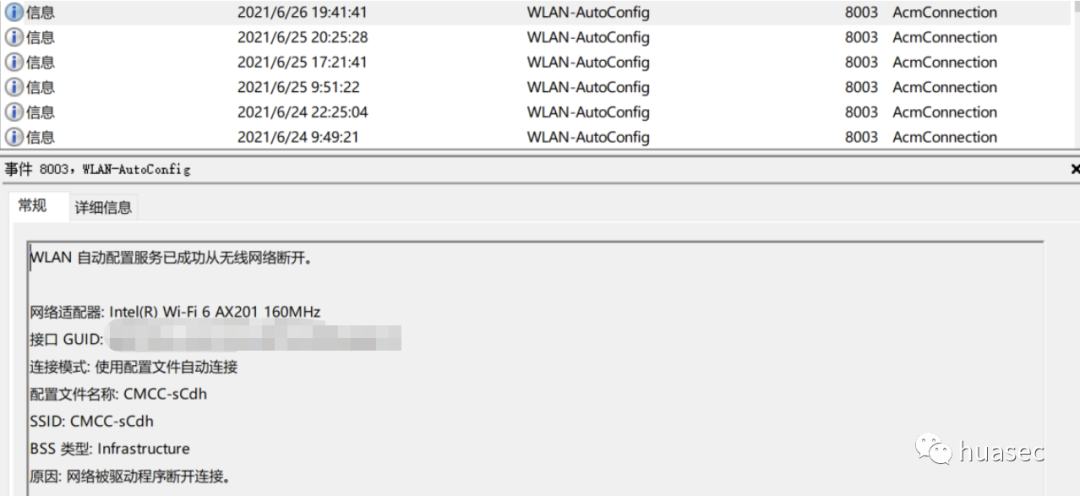 信息 2021/6/26 19:41:41 WLAN-AutoConfig 8003 AcmConnection
信息 2021/6/25 20:25:28 WLAN-AutoConfig 8003 AcmConnection
信息 2021/6/25 17:21:41 WLAN-AutoConfig 8003 AcmConnection
信息 2021/6/25 9:51:22 WLAN-AutoConfig 8003 AcmConnection
信息 2021/6/24 22:25:04 WLAN-AutoConfig 8003 AcmConnection
信息 2021/6/24 9:49:21 WLAN-AutoConfig 8003 AcmConnection
事件 8003，WLAN-AutoConfig
常规 详细信息
WLAN 自动配置服务已成功从无线网络断开。
网络适配器: Intel(R) Wi-Fi 6 AX201 160MHz
接口 GUID:
连接模式: 使用配置文件自动连接
配置文件名称: CMCC-sCdh
SSID: CMCC-sCdh
BSS 类型: Infrastructure
原因: 网络被驱动程序断开连接。
huasec